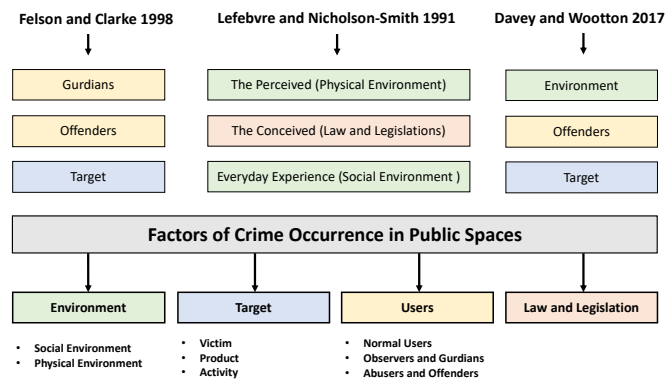 Felson and Clarke 1998
Lefebvre and Nicholson-Smith 1991
Davey and Wootton 2017
Gurdians
The Perceived (Physical Environment)
Environment
Offenders
The Conceived (Law and Legislations)
Offenders
Target
Everyday Experience (Social Environment )
Target
Factors of Crime Occurrence in Public Spaces
Environment
Target
Users
Law and Legislation
• Social Environment
• Physical Environment
• Victim
• Product
• Activity
• Normal Users
• Observers and Gurdians
• Abusers and Offenders